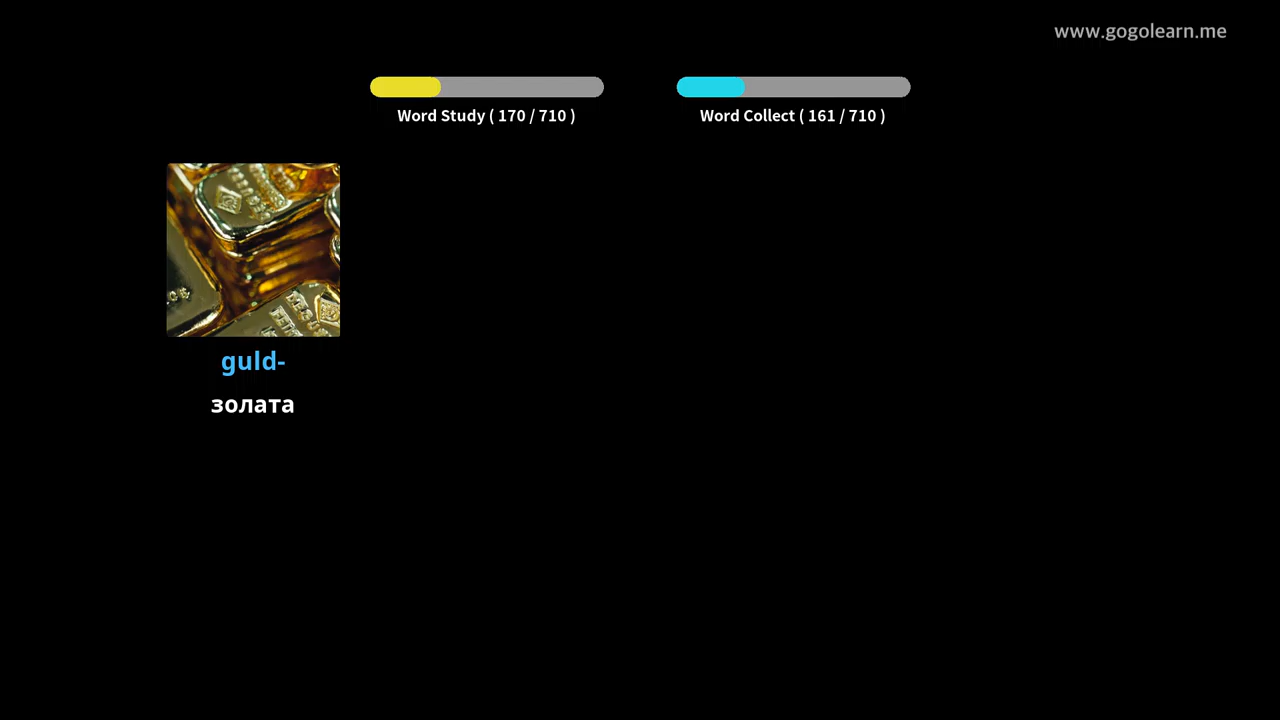 www.gogolearn.me
Word Study ( 170 / 710 )
Word Collect ( 161 / 710 )
guld-
золата